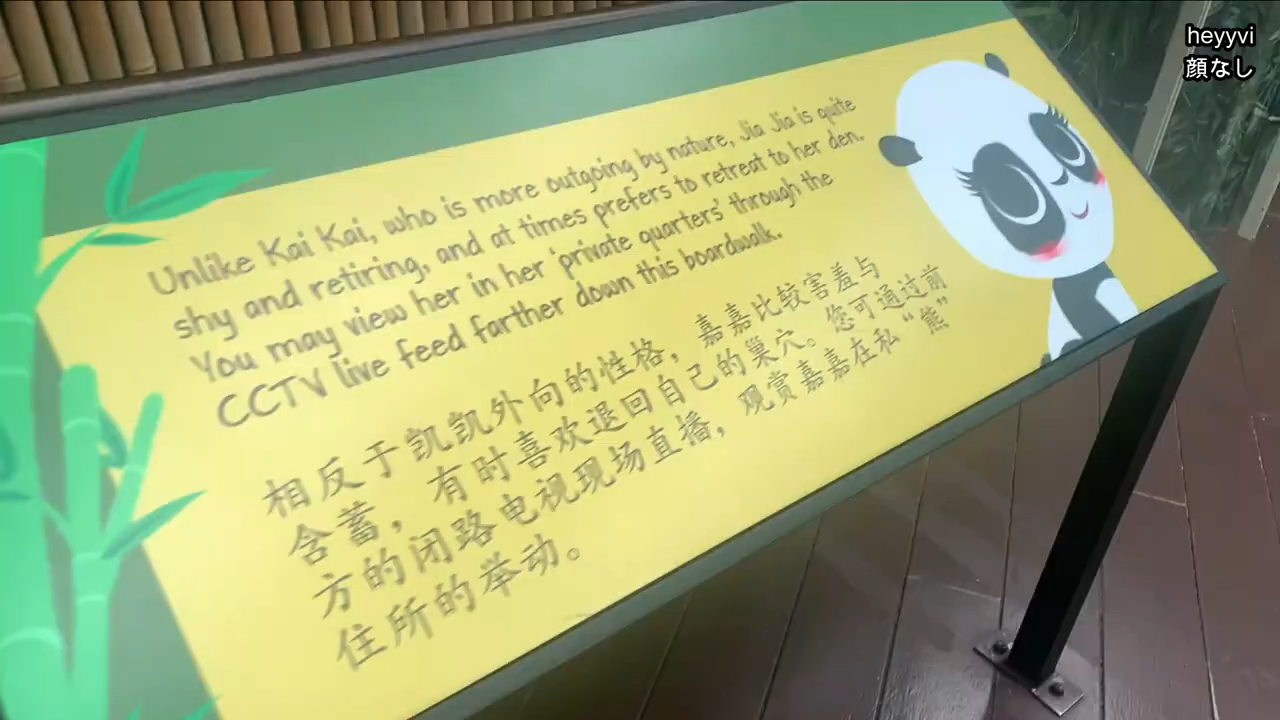 heyyvi
顔なし
Unlike Kai Kai, who is more outgoing by nature, Jia Jia is quite
shy and retiring, and at times prefers to retreat to her den.
You may view her in her 'private quarters' through the
CCTV live feed farther down this boardwalk.
相反于凯凯外向的性格，嘉嘉比较害羞与
含蓄，有时喜欢退回自己的巢穴。您可通过前
方的闭路电视现场直播，观赏嘉嘉在私“熊”
住所的举动。